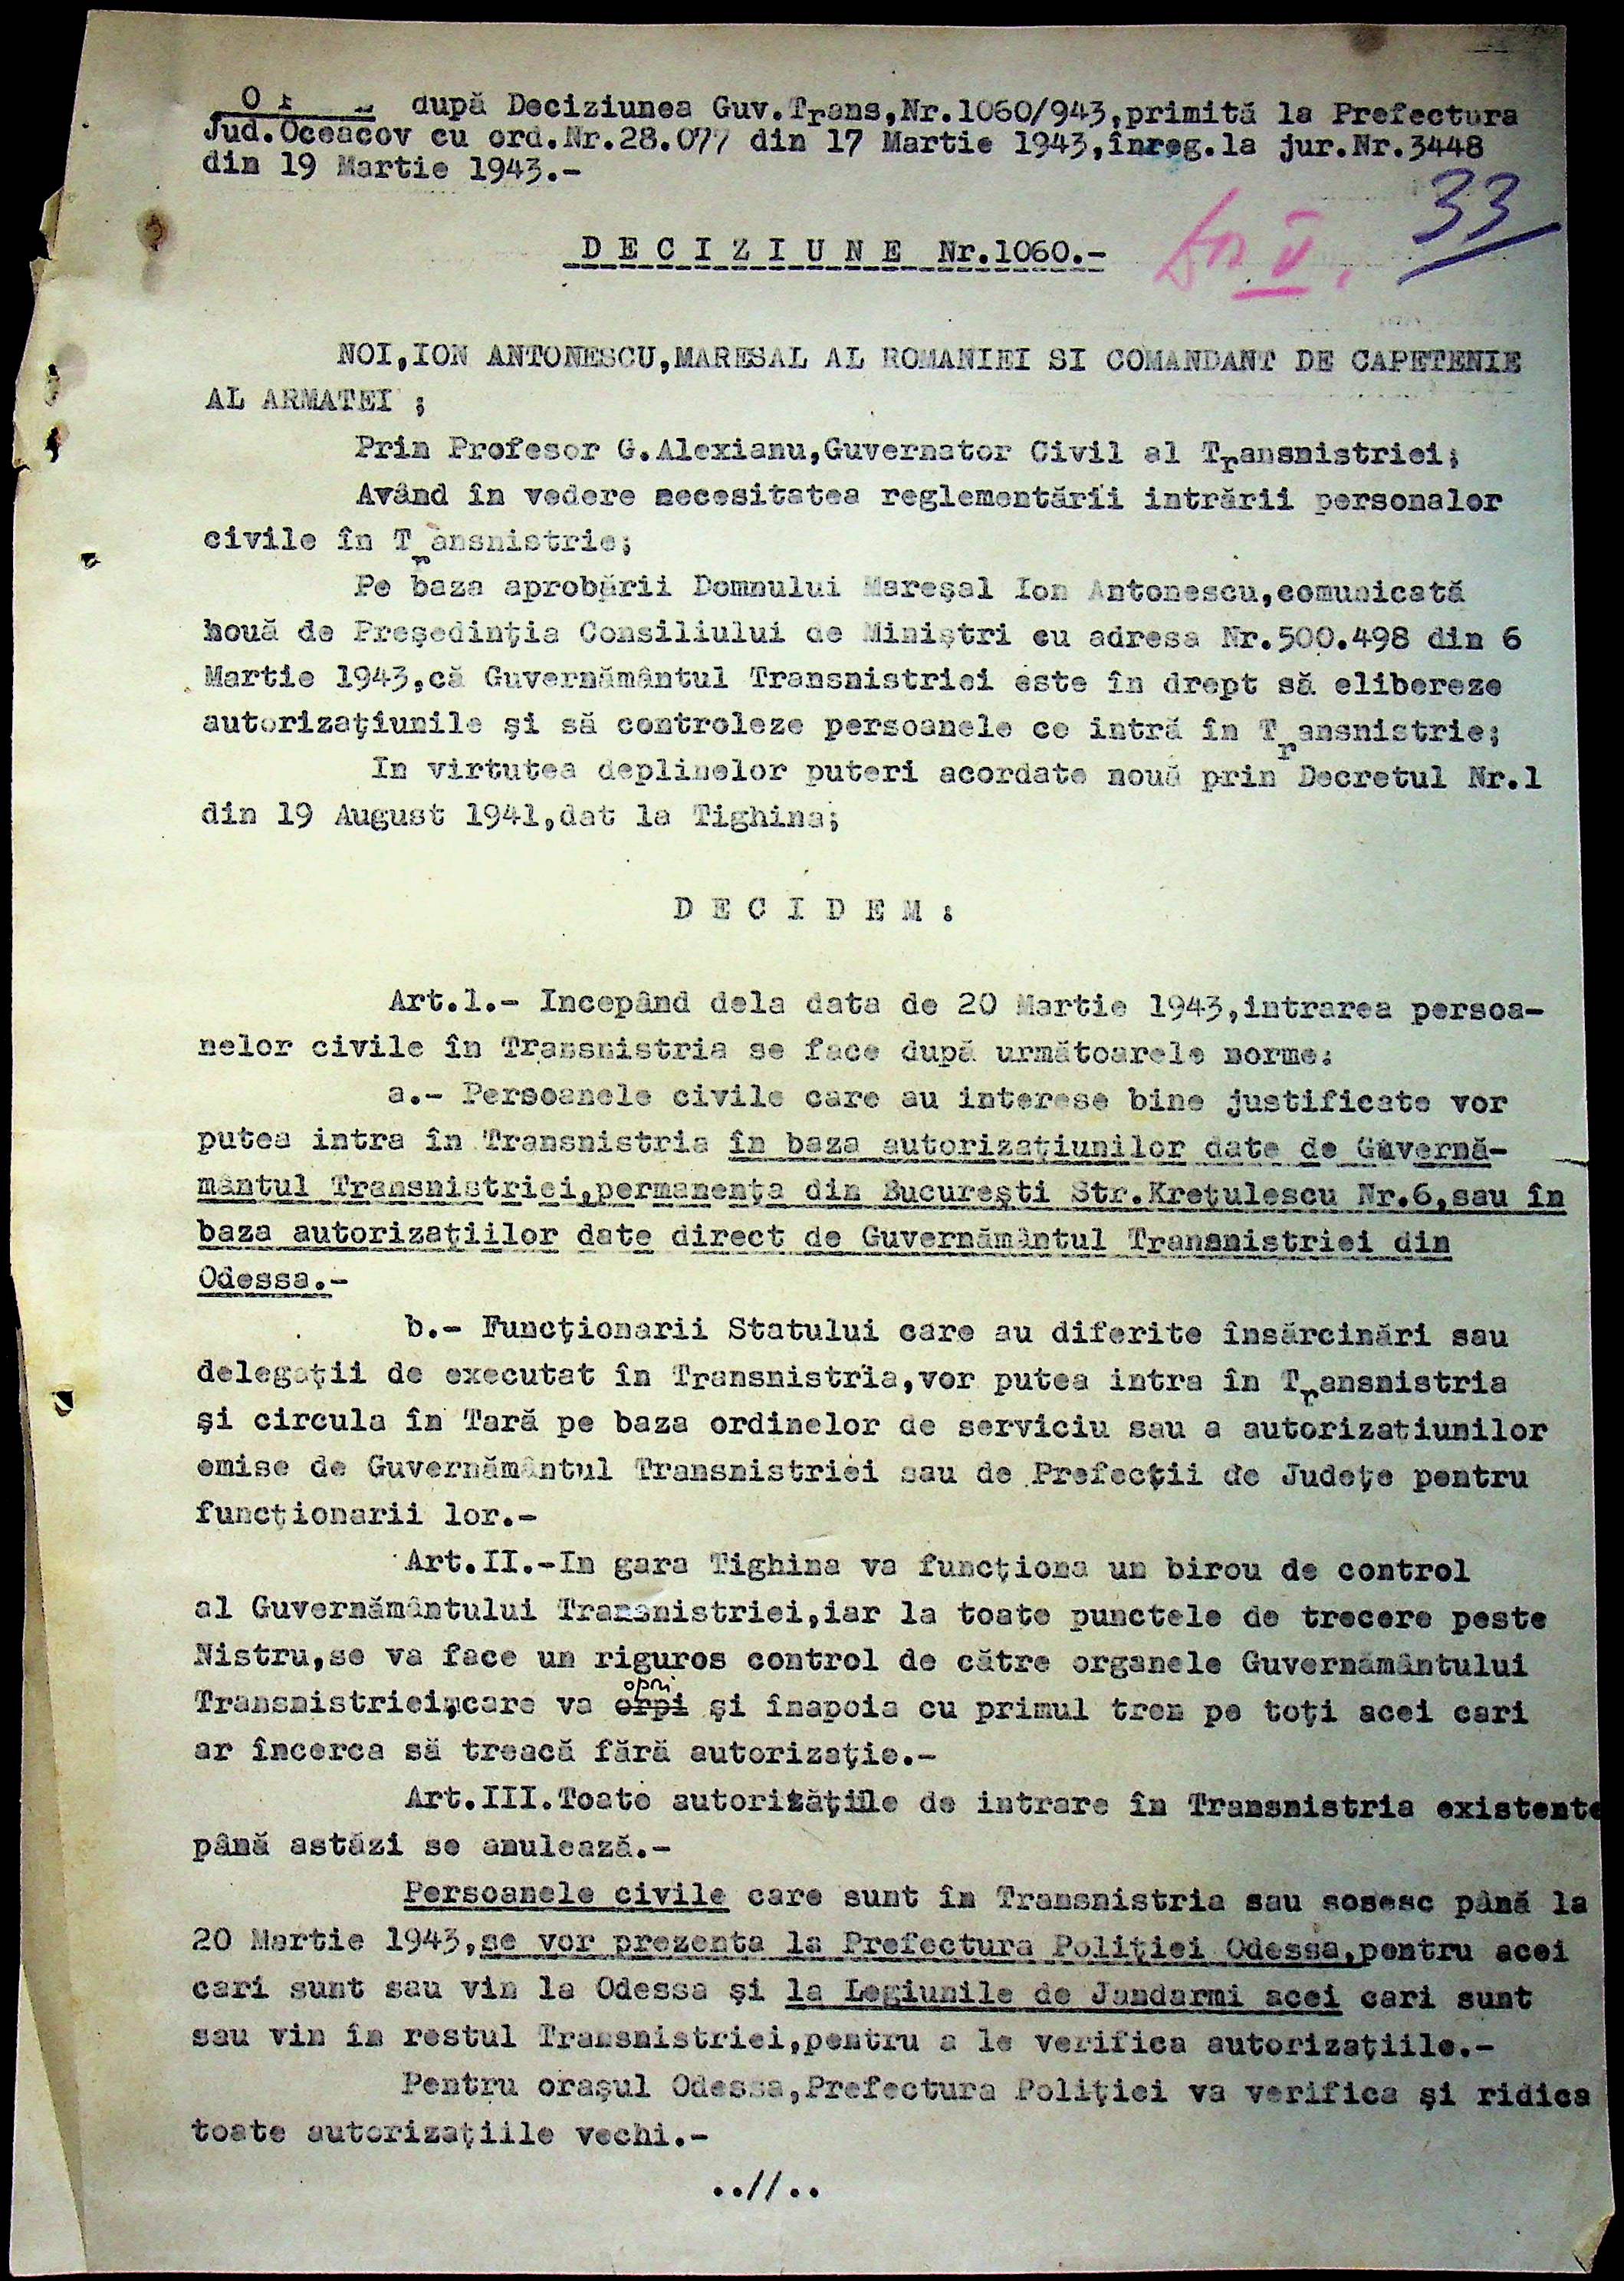 după Deciziunea Guv.Trans,Nr.1060/943,primită la Prefectura
Jud.Oceacov cu ord.Nr.28.077 din 17 Martie 1943,înreg.la jur.Nr.3448
din 19 Martie 1943.-
33
V.
D E C I Z I U N E Nr.1060.-
NOI,ION ANTONESCU,MARESAL AL ROMANIEI SI COMANDANT DE CAPETENIE
AL ARMATEI ;
Prin Profesor G.Alexianu,Guvernator Civil al Transnistriei;
Având în vedere necesitatea reglementării intrării personalor
civile în Transnistrie;
Pe baza aprobării Domnului Mareşal Ion Antonescu,comunicată
nouă de Preşedinţia Consiliului de Miniştri cu adresa Nr.500.498 din 6
Martie 1943,că Guvernământul Transnistriei este în drept să elibereze
autorizaţiunile şi să controleze persoanele ce intră în Transnistrie;
In virtutea deplinelor puteri acordate nouă prin Decretul Nr.1
din 19 August 1941,dat la Tighina;
D E C I D E M :
Art.1.- Incepând dela data de 20 Martie 1943,intrarea persoa-
nelor civile în Transnistria se face după următoarele norme:
a.- Persoanele civile care au interese bine justificate vor
putea intra în Transnistria în baza autorizaţiunilor date de Guvernă-
mântul Transnistriei,permanenţa din Bucureşti Str.Kreţulescu Nr.6,sau în
baza autorizaţiilor date direct de Guvernământul Transnistriei din
Odessa.-
b.- Funcţionarii Statului care au diferite însărcinări sau
delegaţii de executat în Transnistria,vor putea intra în Transnistria
şi circula în Tară pe baza ordinelor de serviciu sau a autorizatiunilor
emise de Guvernământul Transnistriei sau de Prefecţii de Judeţe pentru
funcţionarii lor.-
Art.II.-In gara Tighina va funcţiona un birou de control
al Guvernământului Transnistriei,iar la toate punctele de trecere peste
Nistru,se va face un riguros control de către organele Guvernământului
opri
Transnistriei,care va orpi şi înapoia cu primul tren pe toţi acei cari
ar încerca să treacă fără autorizaţie.-
Art.III.Toate autorităţile de intrare în Transnistria existente
până astăzi se anulează.-
Persoanele civile care sunt în Transnistria sau sosesc până la
20 Martie 1943,se vor prezenta la Prefectura Poliţiei Odessa,pentru acei
cari sunt sau vin la Odessa şi la Legiunile de Jandarmi acei cari sunt
sau vin în restul Transnistriei,pentru a le verifica autorizaţiile.-
Pentru oraşul Odessa,Prefectura Poliţiei va verifica şi ridica
toate autorizaţiile vechi.-
..//..